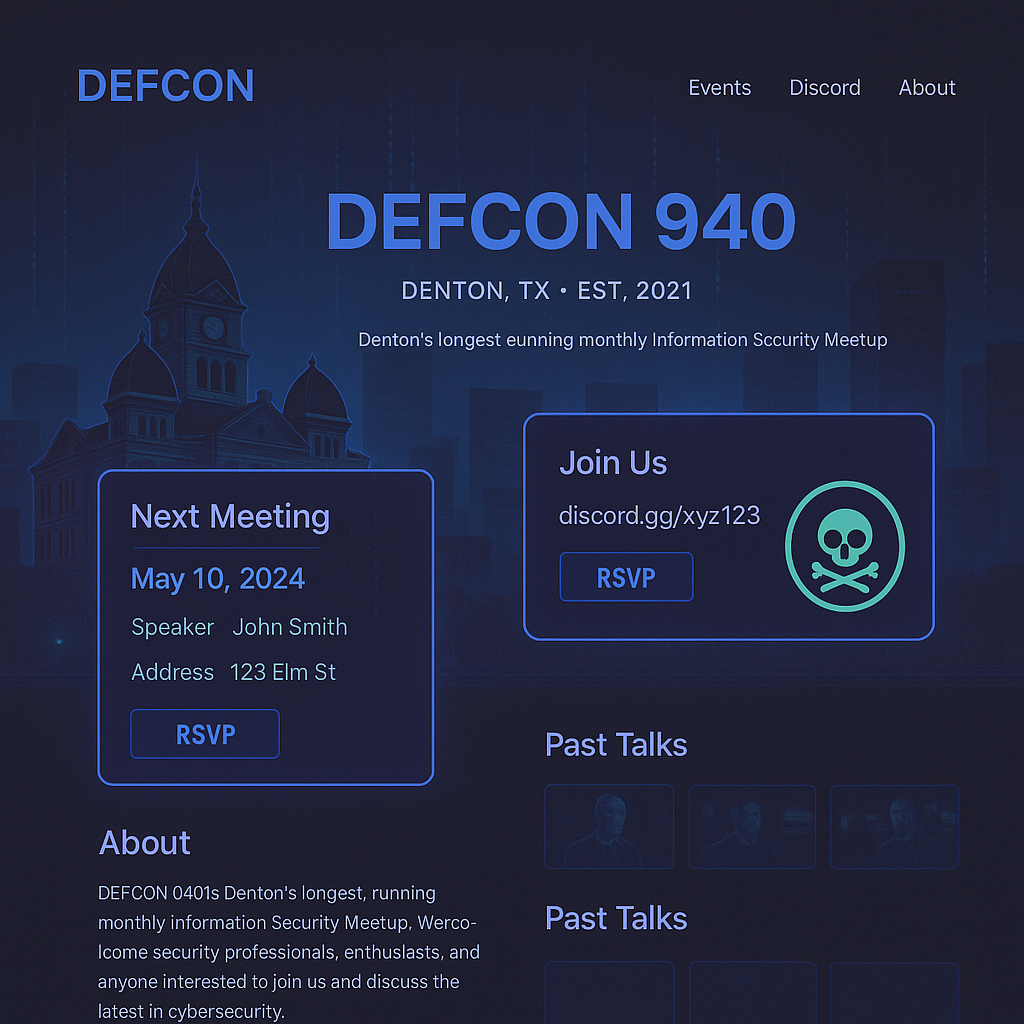 DEFCON
Events Discord About
DEFCON 940
DENTON, TX • EST, 2021
Denton's longest eunning monthly Information Sccurity Meetup
Join Us
discord.gg/xyz123
RSVP
Next Meeting
May 10, 2024
Speaker John Smith
Address 123 Elm St
RSVP
About
DEFCON 0401s Denton's longest, running
monthly information Security Meetup, Werco-
lcome security professionals, enthuslasts, and
anyone interested to join us and discuss the
latest in cybersecurity.
Past Talks
Past Talks